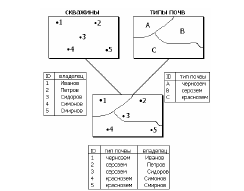 СКВАЖИНЫ
ТИПЫ ПОЧВ
1
2
3
4
5
A
B
C
ID владелец
1 Иванов
2 Петров
3 Сидоров
4 Симонов
5 Смирнов
ID тип почвы
A чернозем
B серозем
C краснозем
1
2
3
4
5
ID тип почвы владелец
1 чернозем Иванов
2 серозем Петров
3 серозем Сидоров
4 краснозем Симонов
5 краснозем Смирнов